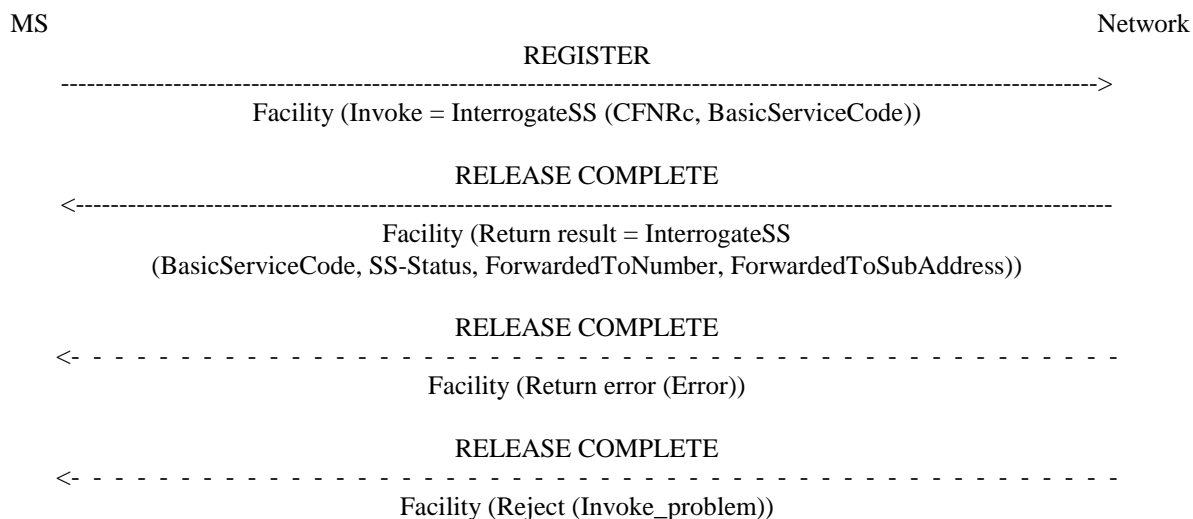 MS Network
REGISTER
------------------------------------------------------------------------------------------------------------------------>
Facility (Invoke = InterrogateSS (CFNRc, BasicServiceCode))
RELEASE COMPLETE
<------------------------------------------------------------------------------------------------------------------------
Facility (Return result = InterrogateSS
(BasicServiceCode, SS-Status, ForwardedToNumber, ForwardedToSubAddress))
RELEASE COMPLETE
<- - - - - - - - - - - - - - - - - - - - - - - - - - - - - - - - - - - - - - - - - - - - - - - - -
Facility (Return error (Error))
RELEASE COMPLETE
<- - - - - - - - - - - - - - - - - - - - - - - - - - - - - - - - - - - - - - - - - - - - - - - - -
Facility (Reject (Invoke_problem))